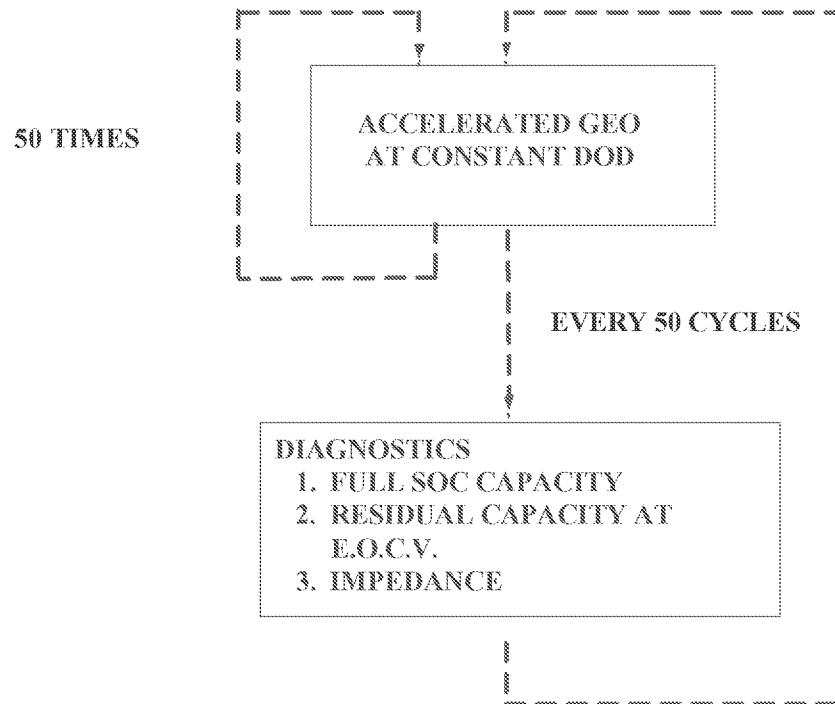 50 TIMES
ACCELERATED GEO
AT CONSTANT DOD
EVERY 50 CYCLES
DIAGNOSTICS
1. FULL SOC CAPACITY
2. RESIDUAL CAPACITY AT
E.O.C.V.
3. IMPEDANCE